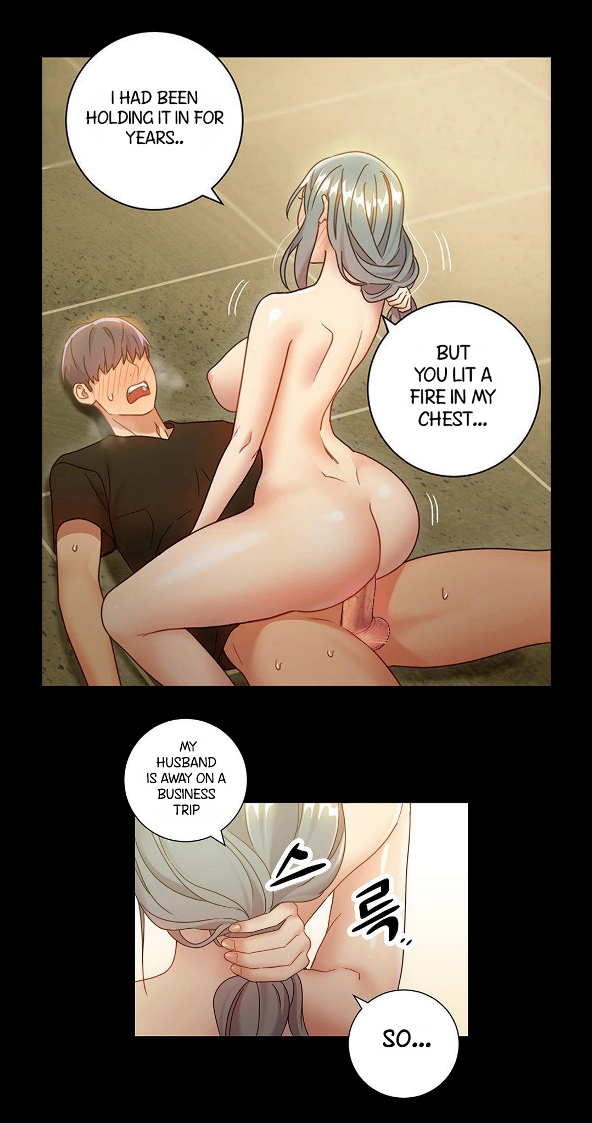 I HAD BEEN
HOLDING IT IN FOR
YEARS..
BUT
YOU LIT A
FIRE IN MY
CHEST...
MY
HUSBAND
IS AWAY ON A
BUSINESS
TRIP
스
륵..
SO...